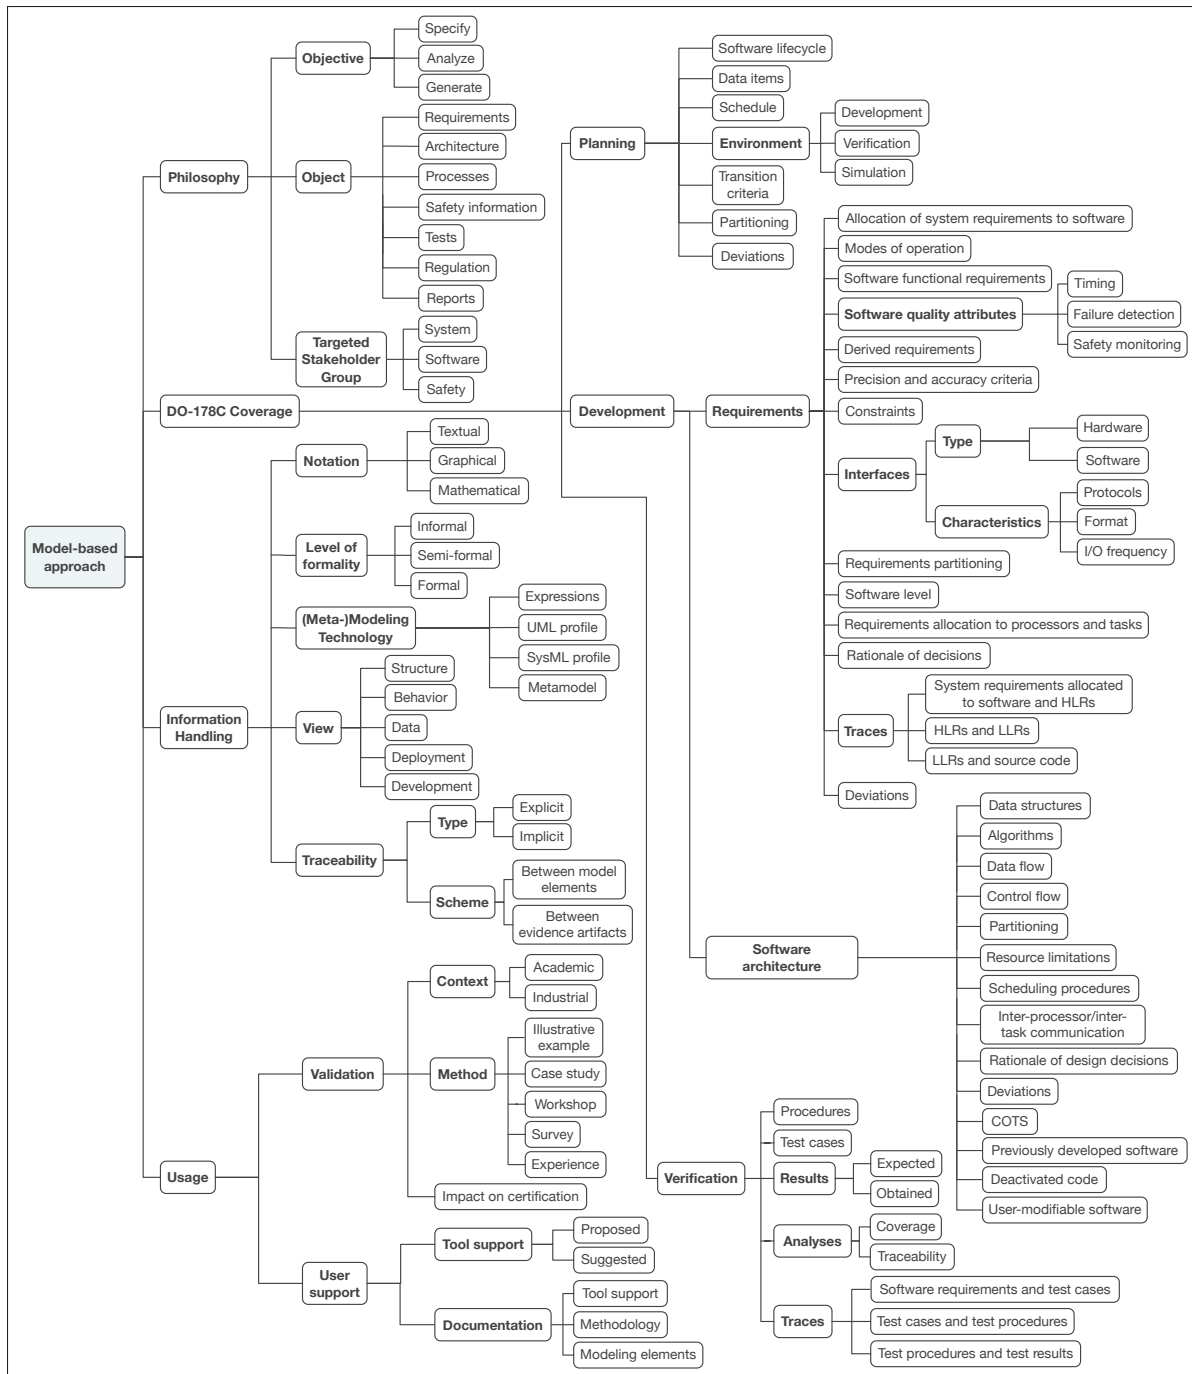 Model-based
approach
Philosophy
Objective
Specify
Analyze
Generate
Object
Requirements
Architecture
Processes
Safety information
Tests
Regulation
Reports
Targeted
Stakeholder
Group
System
Software
Safety
DO-178C Coverage
Planning
Software lifecycle
Data items
Schedule
Environment
Development
Verification
Simulation
Transition
criteria
Partitioning
Deviations
Development
Requirements
Allocation of system requirements to software
Modes of operation
Software functional requirements
Software quality attributes
Timing
Failure detection
Safety monitoring
Derived requirements
Precision and accuracy criteria
Constraints
Interfaces
Type
Hardware
Software
Characteristics
Protocols
Format
I/O frequency
Requirements partitioning
Software level
Requirements allocation to processors and tasks
Rationale of decisions
Traces
System requirements allocated
to software and HLRs
HLRs and LLRs
LLRs and source code
Deviations
Software
architecture
Data structures
Algorithms
Data flow
Control flow
Partitioning
Resource limitations
Scheduling procedures
Inter-processor/inter-
task communication
Rationale of design decisions
Deviations
COTS
Previously developed software
Deactivated code
User-modifiable software
Verification
Procedures
Test cases
Results
Expected
Obtained
Analyses
Coverage
Traceability
Traces
Software requirements and test cases
Test cases and test procedures
Test procedures and test results
Information
Handling
Notation
Textual
Graphical
Mathematical
Level of
formality
Informal
Semi-formal
Formal
(Meta-)Modeling
Technology
Expressions
UML profile
SysML profile
Metamodel
View
Structure
Behavior
Data
Deployment
Development
Traceability
Type
Explicit
Implicit
Scheme
Between model
elements
Between
evidence artifacts
Usage
Validation
Context
Academic
Industrial
Method
Illustrative
example
Case study
Workshop
Survey
Experience
Impact on certification
User
support
Tool support
Proposed
Suggested
Documentation
Tool support
Methodology
Modeling elements